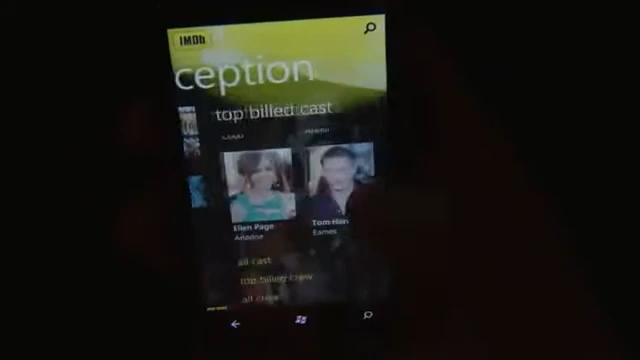 IMDb
ception
top billed cast
Ellen Page
Ariadne
Tom Har
Eames
all cast
top billed crew
all crew